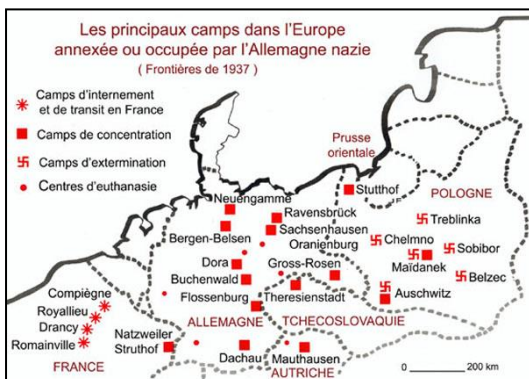 Les principaux camps dans l'Europe
annexée ou occupée par l'Allemagne nazie
( Frontières de 1937 )
Camps d'internement
et de transit en France
Camps de concentration
Camps d'extermination
Centres d'euthanasie
Prusse
orientale
Stutthof
POLOGNE
Neuengamme
Ravensbrück
Treblinka
Bergen-Belsen
Sachsenhausen
Oranienburg
Chelmno
Sobibor
Dora
Gross-Rosen
Maïdanek
Buchenwald
Belzec
Compiègne
Flossenburg
Theresienstadt
Auschwitz
Royallieu
Drancy
ALLEMAGNE
TCHECOSLOVAQUIE
Romainville
Natzweiler
Struthof
FRANCE
Dachau
Mauthausen
AUTRICHE
0
200 km